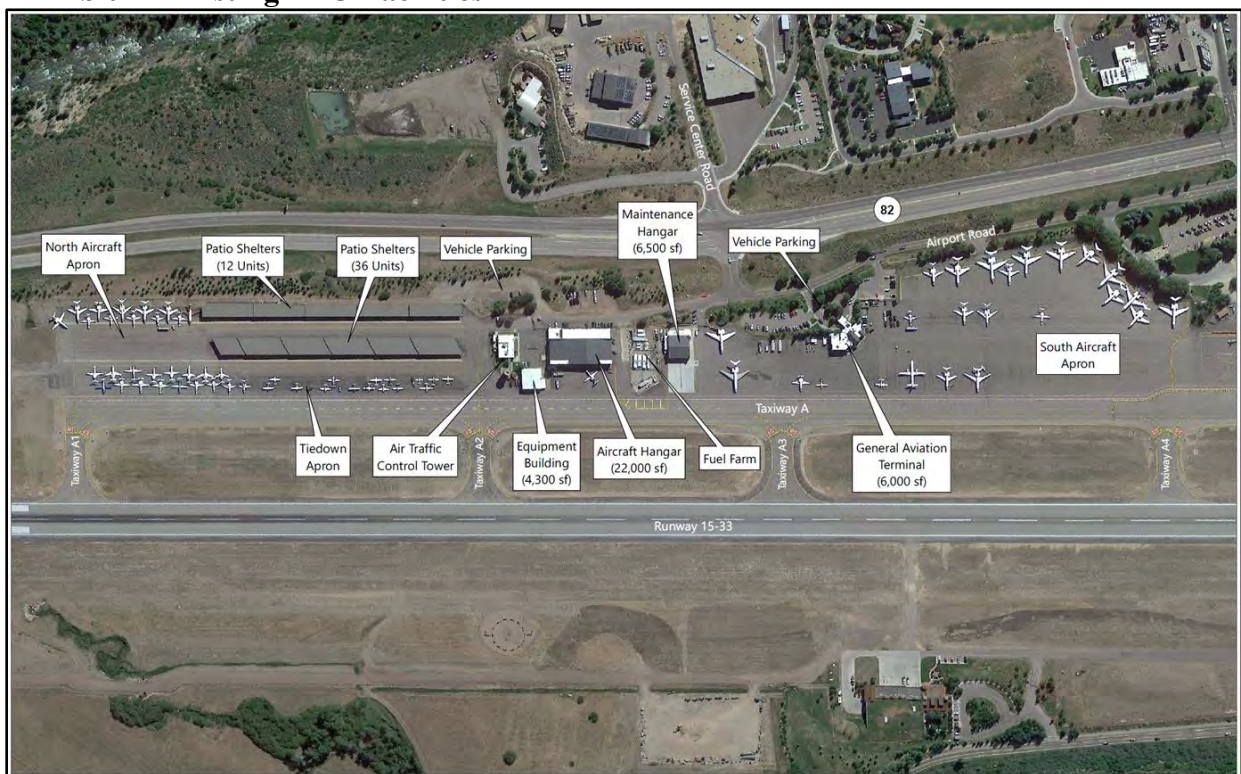 82
Service Center
Road
Airport Road
North Aircraft
Apron
Patio Shelters
(12 Units)
Patio Shelters
(36 Units)
Vehicle Parking
Maintenance
Hangar
(6,500 sf)
Vehicle Parking
South Aircraft
Apron
Tiedown
Apron
Air Traffic
Control Tower
Equipment
Building
(4,300 sf)
Aircraft Hangar
(22,000 sf)
Fuel Farm
General Aviation
Terminal
(6,000 sf)
Taxiway A
Taxiway A1
Taxiway A2
Taxiway A3
Taxiway A4
Runway 15-33